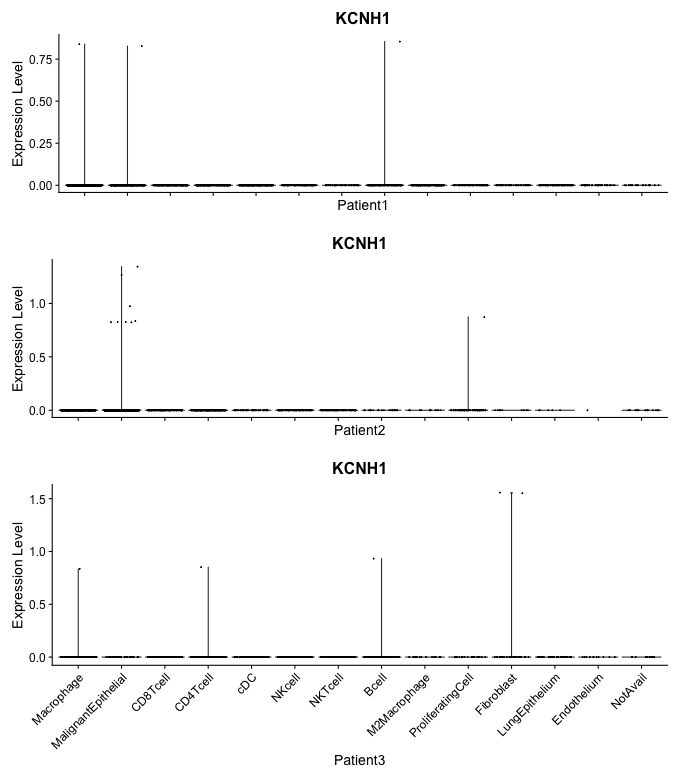 KCNH1
Expression Level
0.75
0.50
0.25
0.00
Patient1
KCNH1
Expression Level
1.0
0.5
0.0
Patient2
KCNH1
Expression Level
1.5
1.0
0.5
0.0
Macrophage
MalignantEpithelial
CD8Tcell
CD4Tcell
cDC
NKcell
NKTcell
Bcell
M2Macrophage
ProliferatingCell
Fibroblast
LungEpithelium
Endothelium
NotAvail
Patient3